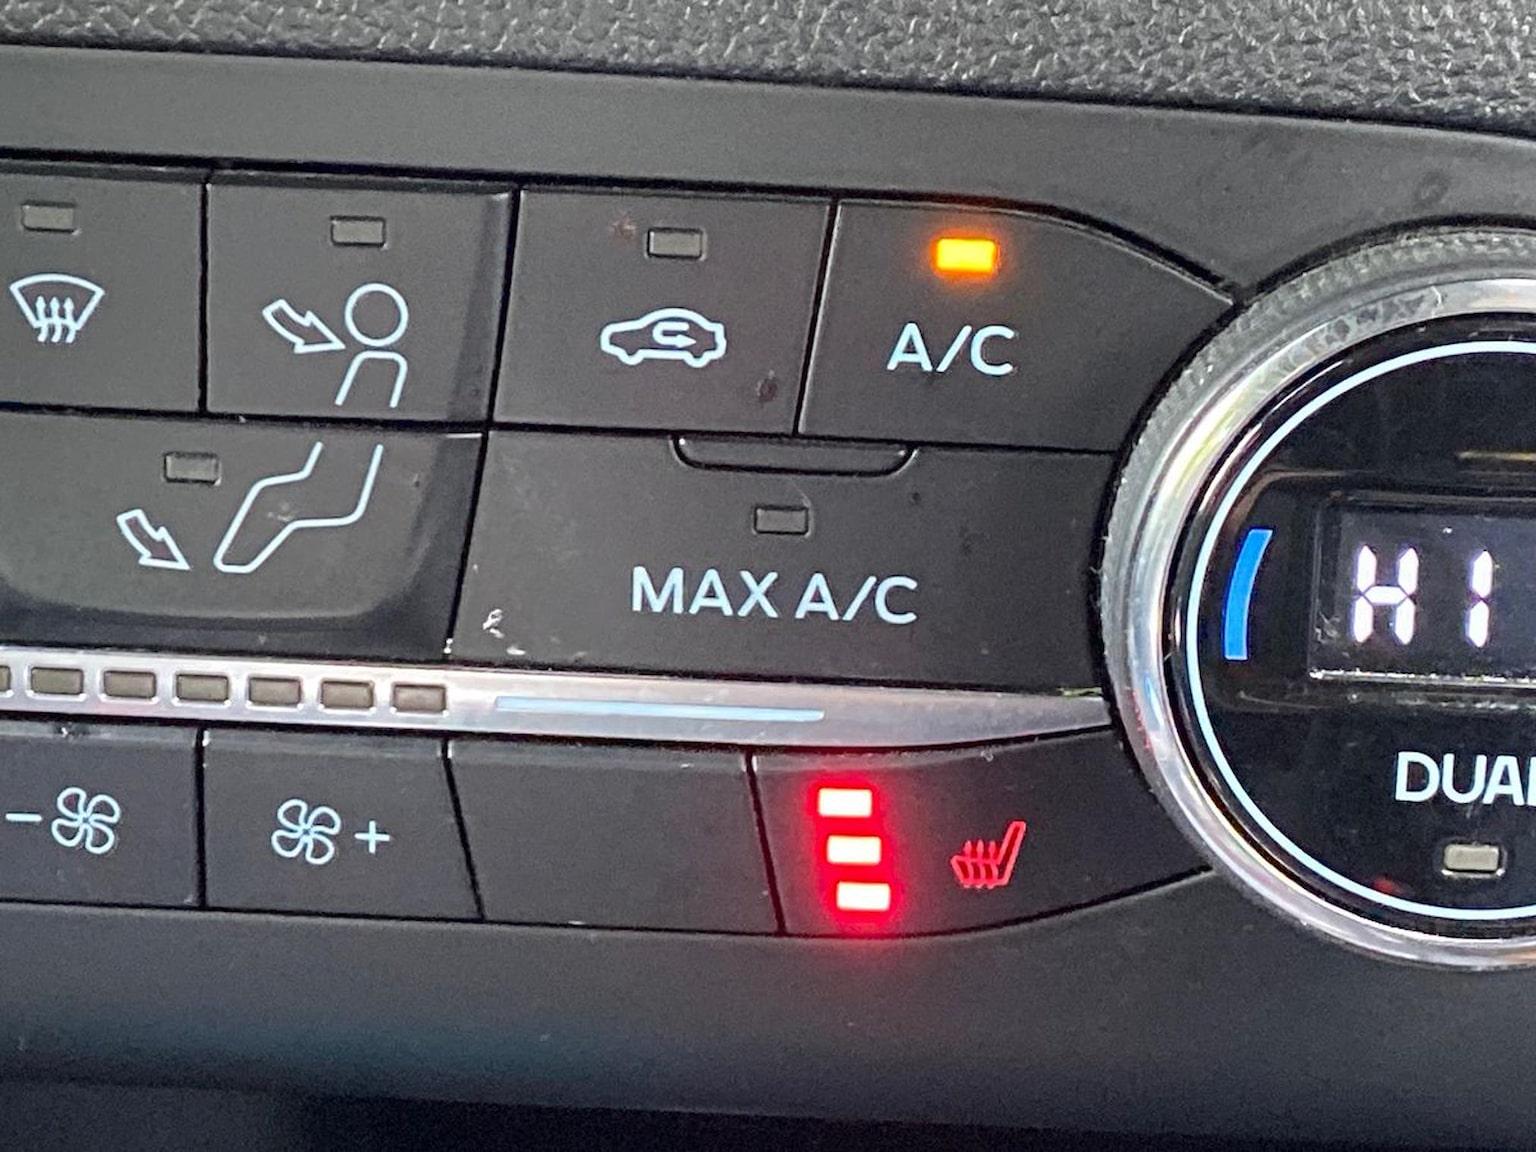 A/C
MAX A/C
HI
DUAL
- 
+